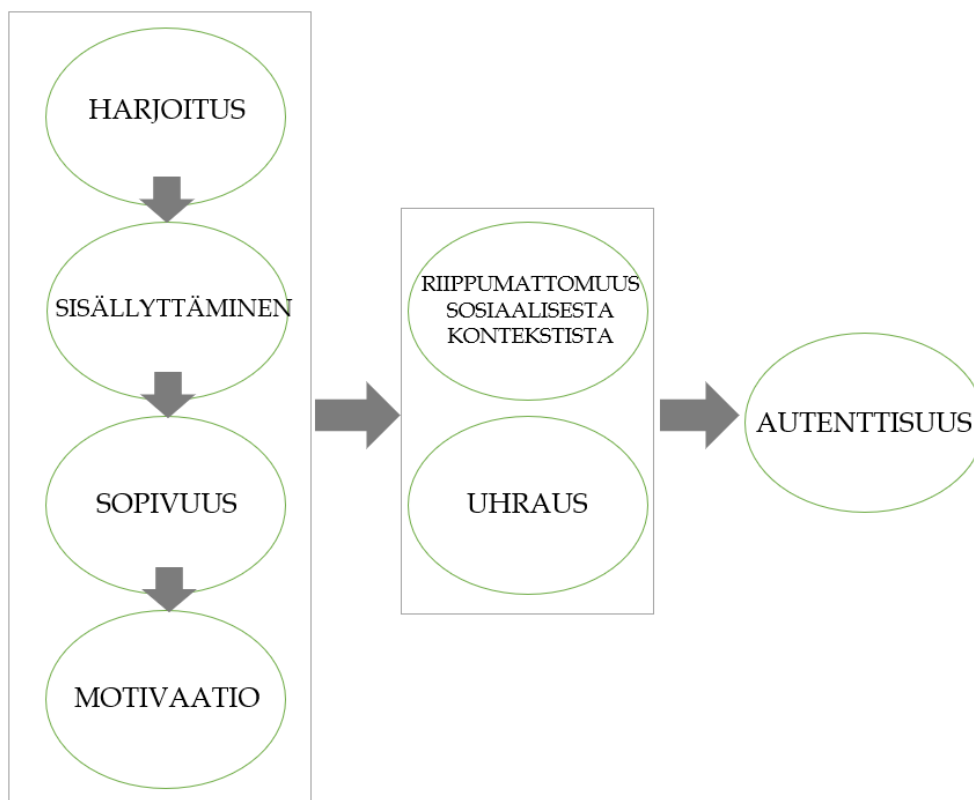 HARJOITUS
SISÄLLYTTÄMINEN
SOPIVUUS
MOTIVAATIO
RIIPPUMATTOMUUS
SOSIAALISESTA
KONTEKSTISTA
UHRAUS
AUTENTTISUUS